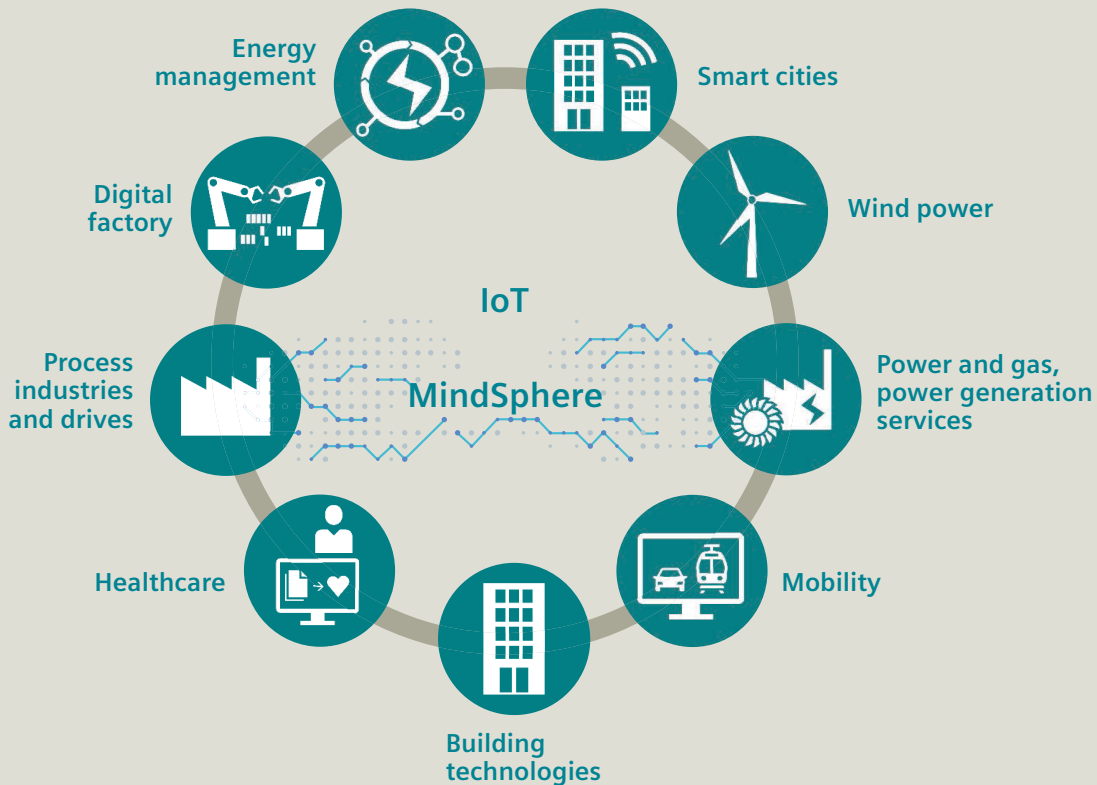 Energy
management
Smart cities
Digital
factory
Wind power
IoT
Process
industries
and drives
MindSphere
Power and gas,
power generation
services
Healthcare
Mobility
Building
technologies